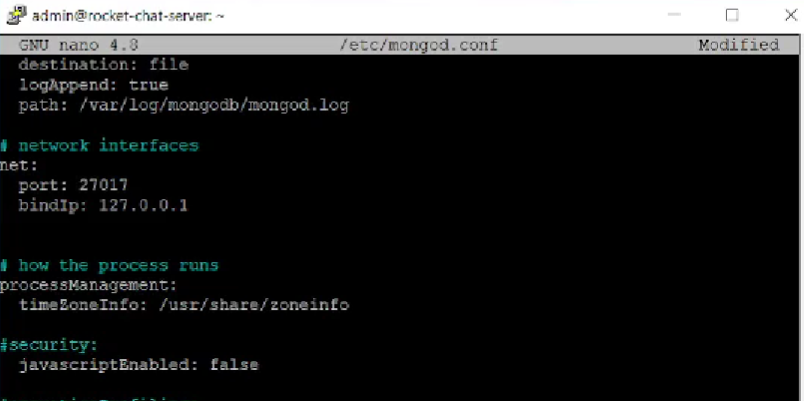 admin@rocket-chat-server: ~
GNU nano 4.8 /etc/mongod.conf Modified
destination: file
logAppend: true
path: /var/log/mongodb/mongod.log
# network interfaces
net:
port: 27017
bindIp: 127.0.0.1
# how the process runs
processManagement:
timeZoneInfo: /usr/share/zoneinfo
#security:
javascriptEnabled: false